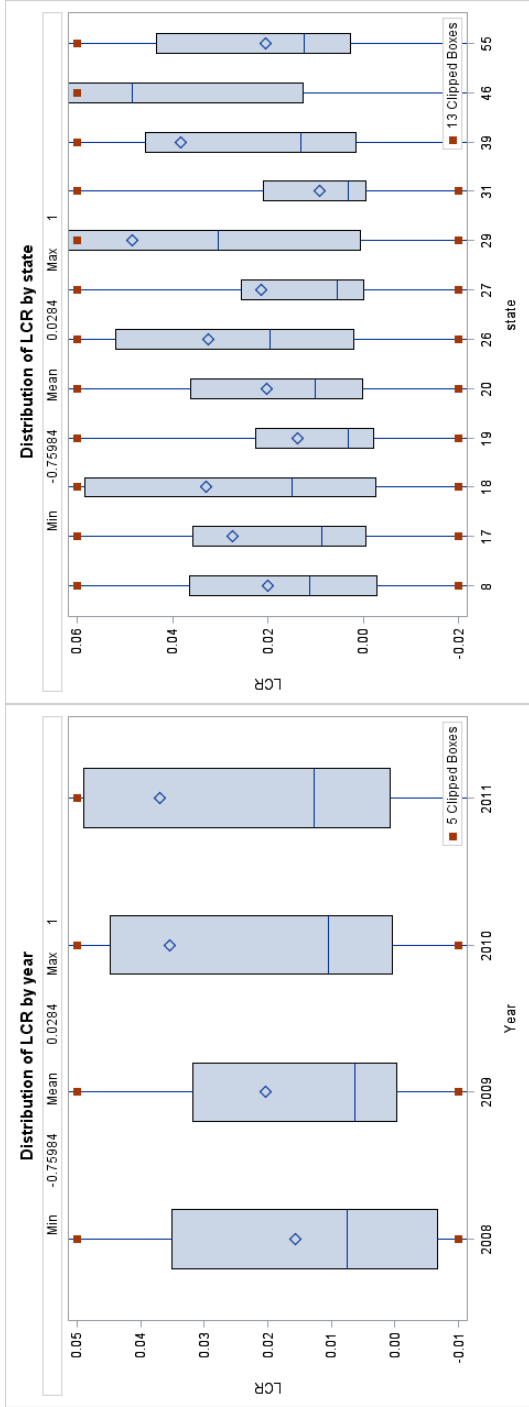 Distribution of LCR by year
Min -0.75984 Mean 0.0284 Max 1
LCR
0.05
0.04
0.03
0.02
0.01
0.00
-0.01
2008 2009 2010 2011
Year
5 Clipped Boxes
Distribution of LCR by state
Min -0.75984 Mean 0.0284 Max 1
LCR
0.06
0.04
0.02
0.00
-0.02
8 17 18 19 20 26 27 29 31 39 46 55
state
13 Clipped Boxes